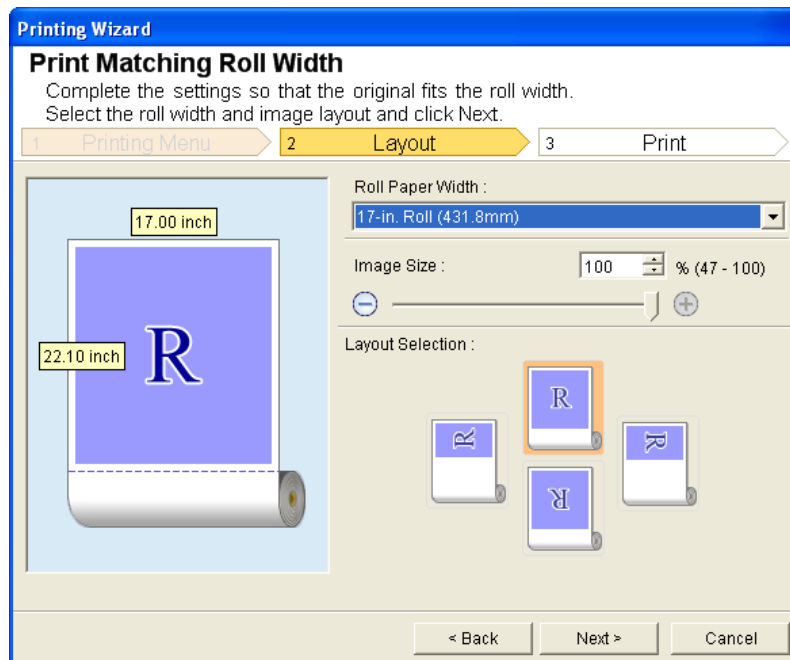 Printing Wizard
Print Matching Roll Width
Complete the settings so that the original fits the roll width.
Select the roll width and image layout and click Next.
1 Printing Menu 2 Layout 3 Print
Roll Paper Width :
17-in. Roll (431.8mm)
17.00 inch
Image Size : 100 % (47 - 100)
22.10 inch R
Layout Selection :
R
R R
R
< Back Next > Cancel